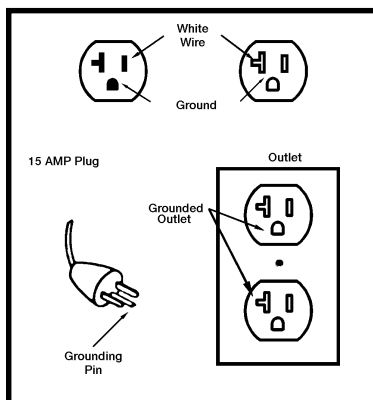 White
Wire
Ground
15 AMP Plug
Outlet
Grounded
Outlet
Grounding
Pin